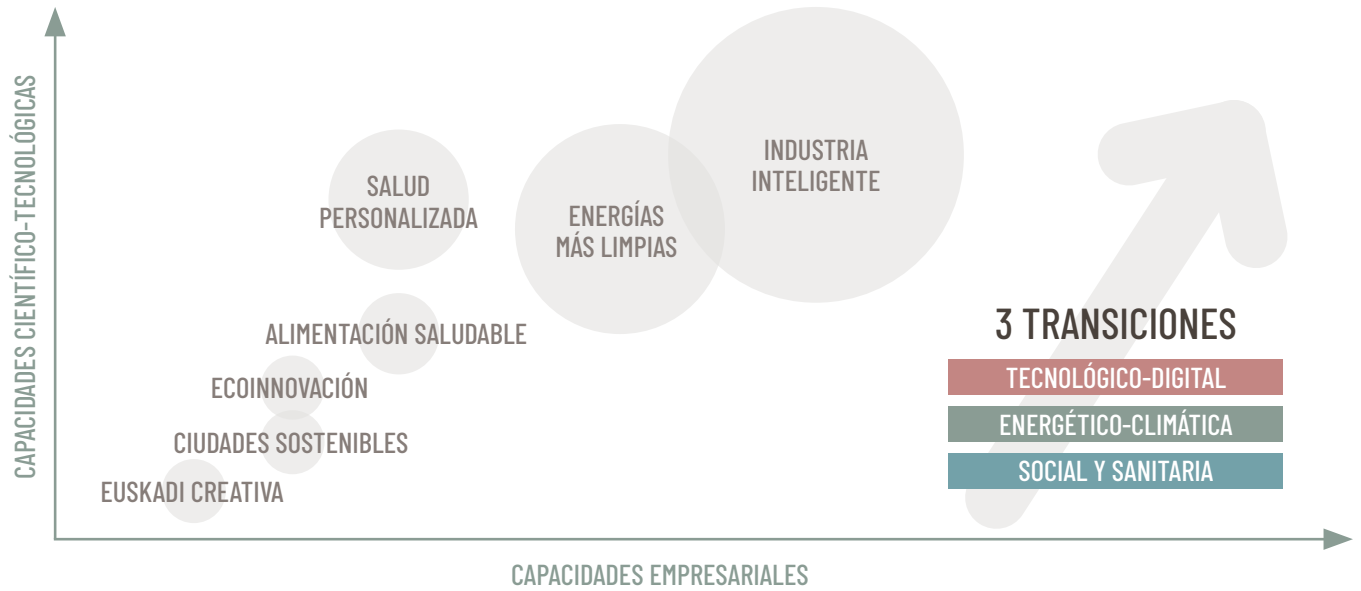 CAPACIDADES CIENTÍFICO-TECNOLÓGICAS
INDUSTRIA
INTELIGENTE
SALUD
PERSONALIZADA
ENERGÍAS
MÁS LIMPIAS
ALIMENTACIÓN SALUDABLE
ECOINNOVACIÓN
CIUDADES SOSTENIBLES
EUSKADI CREATIVA
3 TRANSICIONES
TECNOLÓGICO-DIGITAL
ENERGÉTICO-CLIMÁTICA
SOCIAL Y SANITARIA
CAPACIDADES EMPRESARIALES